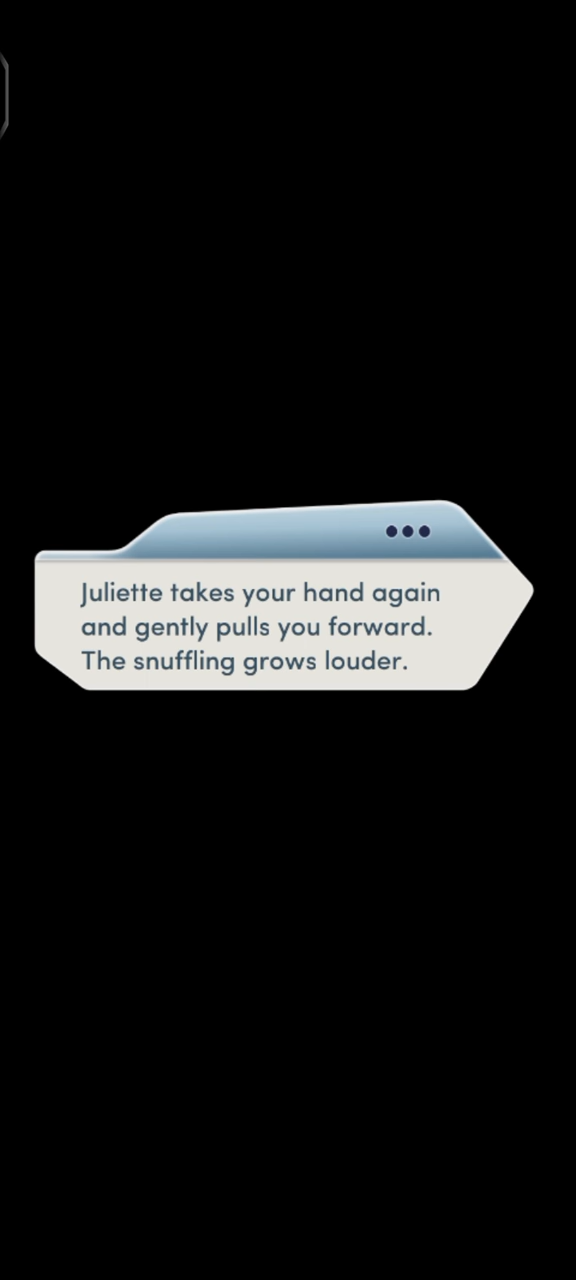 Juliette takes your hand again
and gently pulls you forward.
The snuffling grows louder.